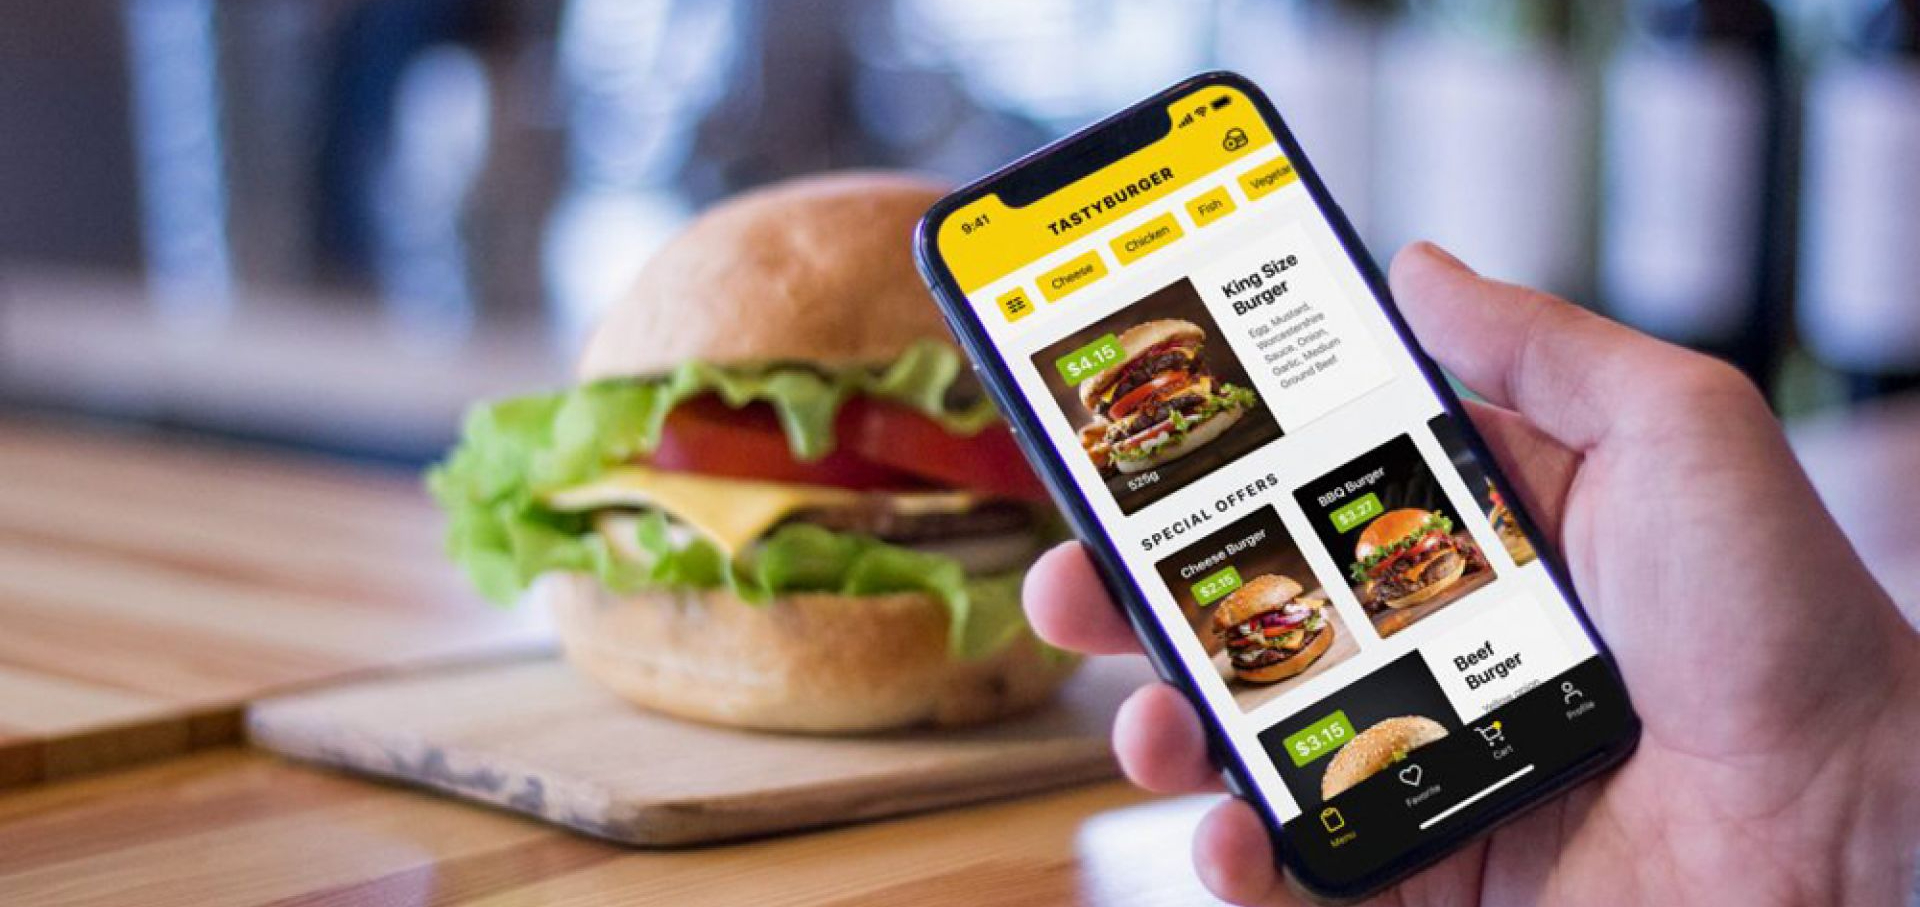 9:41
TASTYBURGER
Cheese
Chicken
Fish
Vegetar
$4.15
525g
King Size
Burger
Egg, Mustard,
Worcestershire
Sauce, Onion,
Garlic, Medium
Ground Beef
SPECIAL OFFERS
Cheese Burger
$2.15
BBQ Burger
$3.27
$3.15
Beef
Burger
Yellow onion,
Menu
Favorite
Cart
Profile